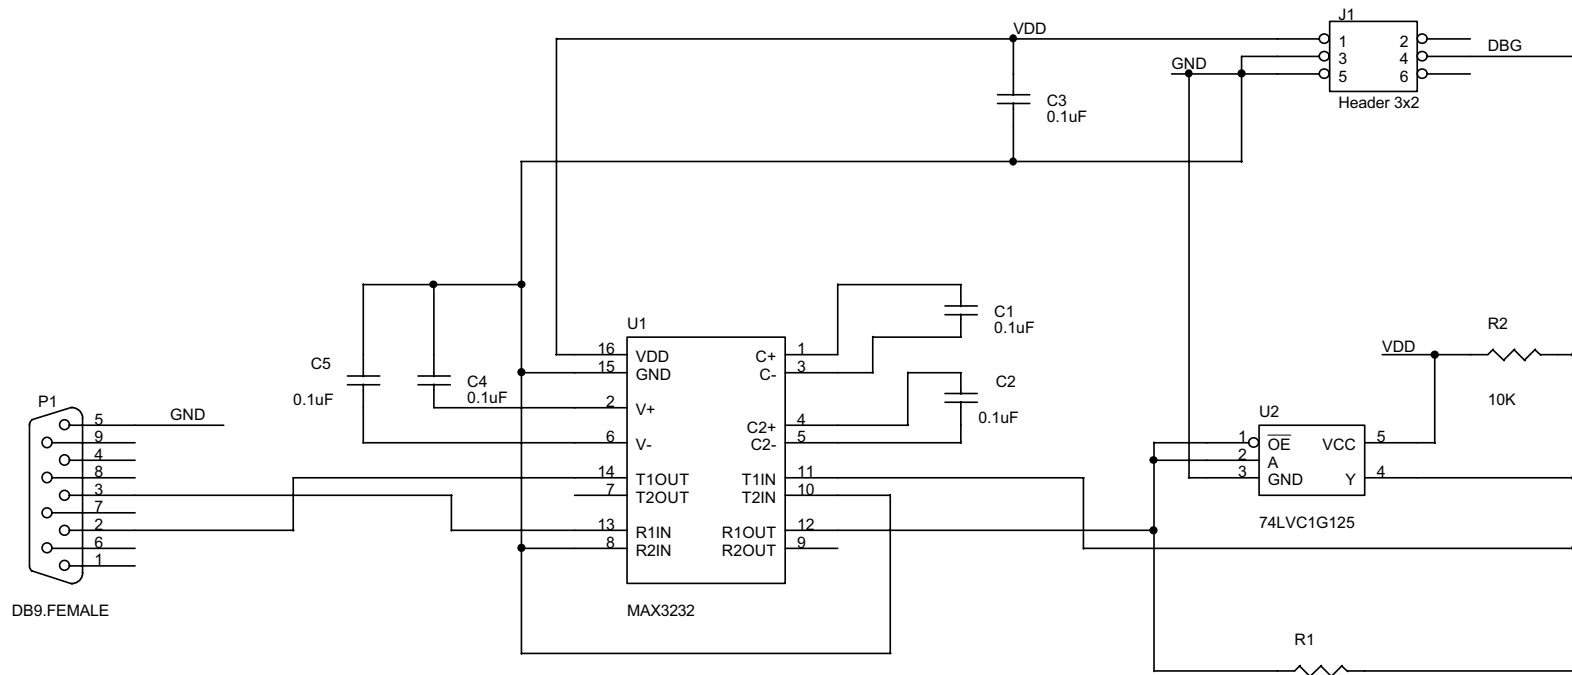 J1
VDD
1 2
DBG
3 4
GND
5 6
Header 3x2
C3
0.1uF
U1
C1
0.1uF
R2
16 VDD C+ 1
VDD
15 GND C- 3
C5
C4
C2
0.1uF
0.1uF
0.1uF
2 V+
10K
P1
U2
5 GND
C2+ 4
9
6 V- C2- 5
1 OE VCC 5
4
2 A
8
14 T1OUT T1IN 11
3 GND Y 4
3
7 T2OUT T2IN 10
7
2
13 R1IN R1OUT 12
74LVC1G125
6
8 R2IN R2OUT 9
1
DB9.FEMALE
MAX3232
R1